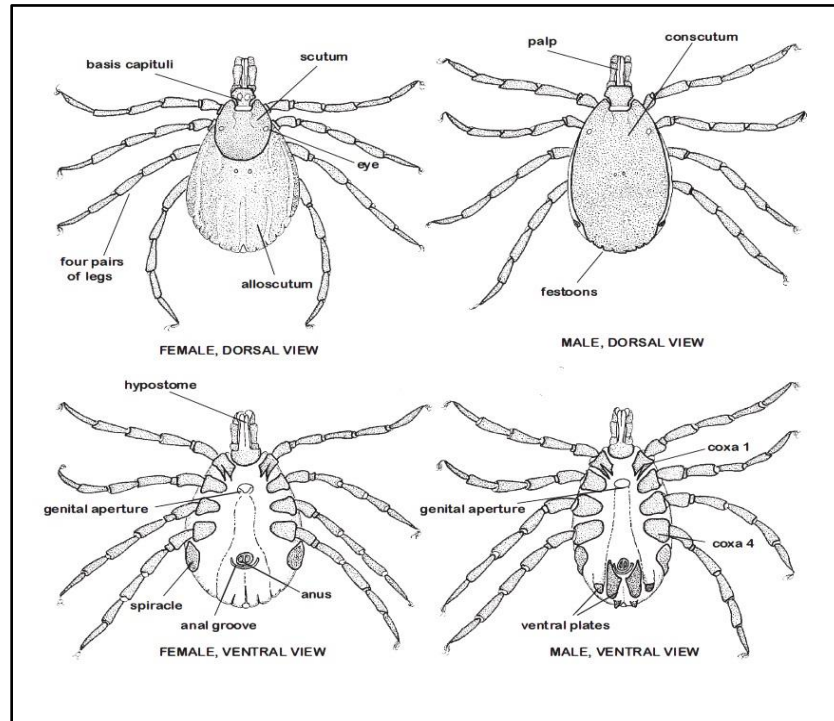 basis capituli
scutum
eye
four pairs
of legs
alloscutum
FEMALE, DORSAL VIEW
palp
conscutum
festoons
MALE, DORSAL VIEW
hypostome
genital aperture
spiracle
anal groove
anus
FEMALE, VENTRAL VIEW
coxa 1
genital aperture
coxa 4
ventral plates
MALE, VENTRAL VIEW